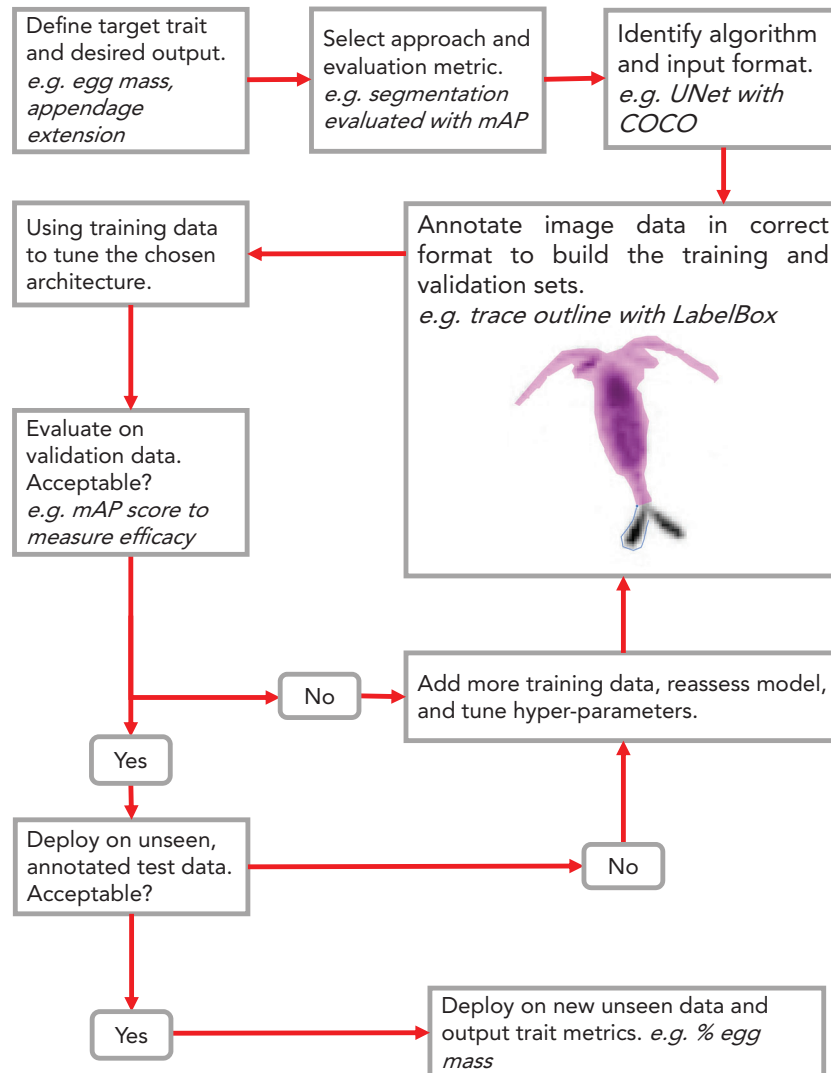 Define target trait
and desired output.
e.g. egg mass,
appendage
extension
Select approach and
evaluation metric.
e.g. segmentation
evaluated with mAP
Identify algorithm
and input format.
e.g. UNet with
COCO
Annotate image data in correct
format to build the training and
validation sets.
e.g. trace outline with LabelBox
Using training data
to tune the chosen
architecture.
Evaluate on
validation data.
Acceptable?
e.g. mAP score to
measure efficacy
No
Add more training data, reassess model,
and tune hyper-parameters.
Yes
Deploy on unseen,
annotated test data.
Acceptable?
No
Yes
Deploy on new unseen data and
output trait metrics. e.g. % egg
mass